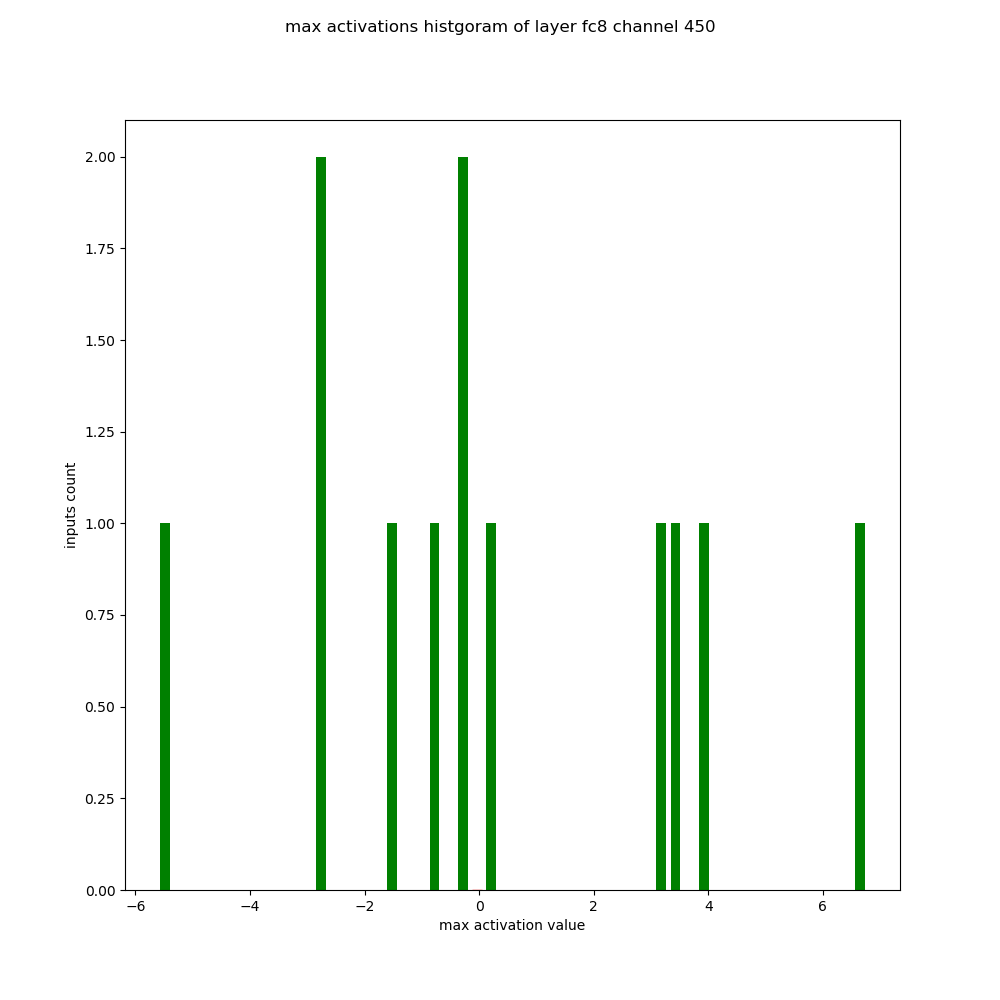 max activations histgoram of layer fc8 channel 450
2.00
1.75
1.50
1.25
1.00
0.75
0.50
0.25
0.00
inputs count
−6 −4 −2 0 2 4 6
max activation value